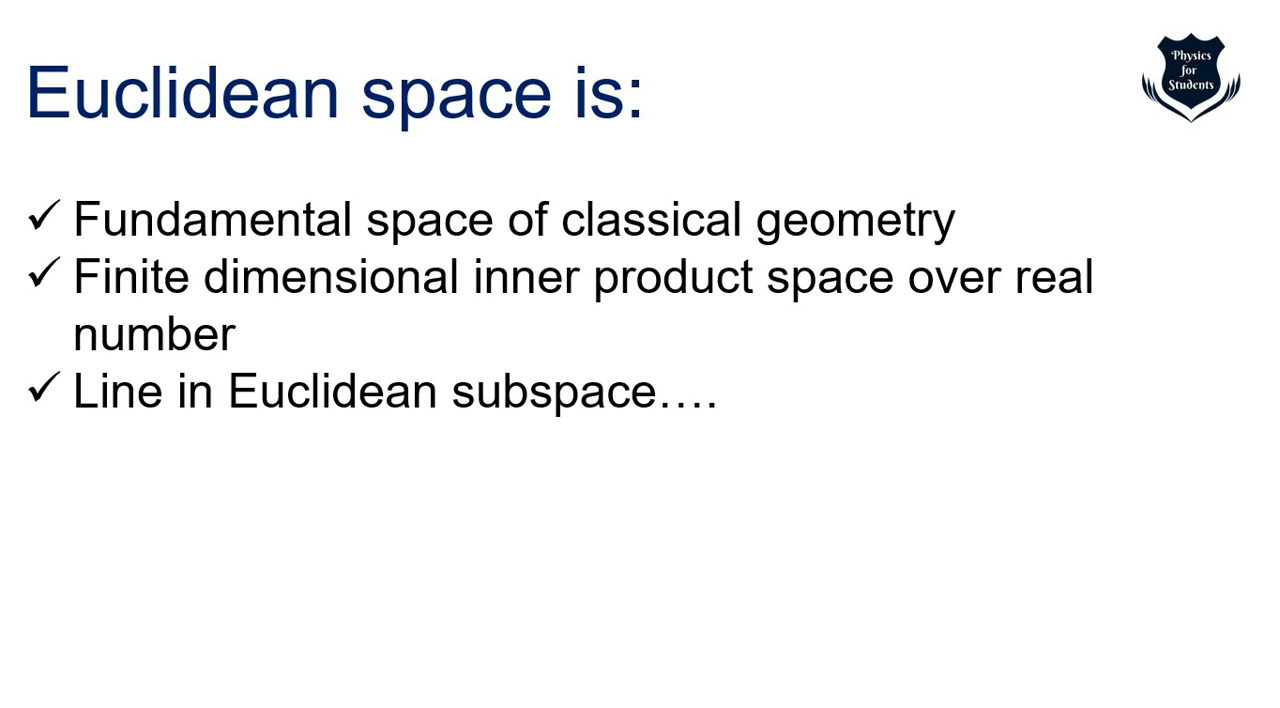 Euclidean space is:
Physics
for
Students
✓ Fundamental space of classical geometry
✓ Finite dimensional inner product space over real
number
✓ Line in Euclidean subspace….